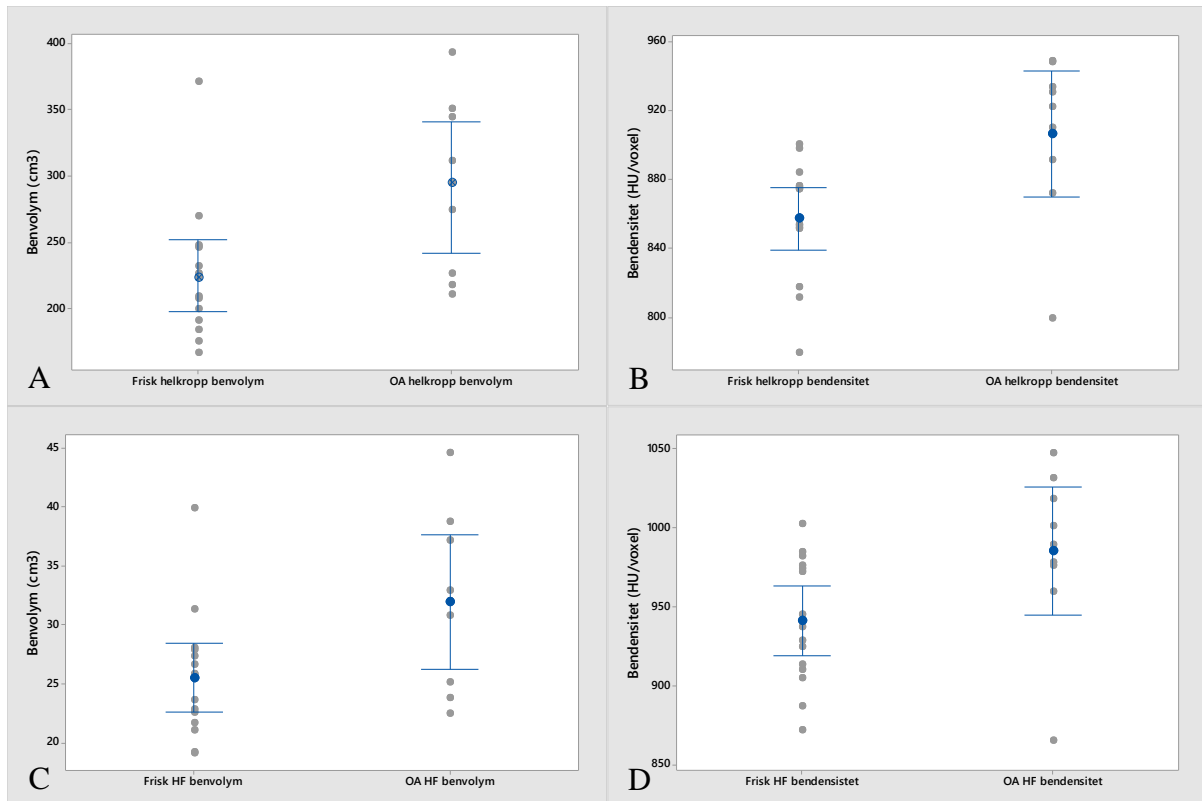 Benvolym (cm3)
400
350
300
250
200
Frisk helkropp benvolym
OA helkropp benvolym
A
Bendensitet (HU/voxel)
960
920
880
840
800
Frisk helkropp bendensitet
OA helkropp bendensitet
B
Benvolym (cm3)
45
40
35
30
25
20
Frisk HF benvolym
OA HF benvolym
C
Bendensitet (HU/voxel)
1050
1000
950
900
850
Frisk HF bendensistet
OA HF bendensitet
D